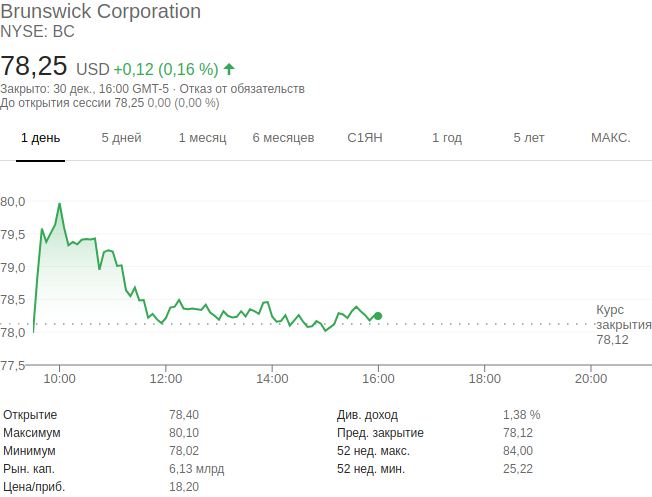 Brunswick Corporation
NYSE: BC
78,25 USD +0,12 (0,16 %)
Закрыто: 30 дек., 16:00 GMT-5 · Отказ от обязательств
До открытия сессии 78,25 0,00 (0,00 %)
1 день 5 дней 1 месяц 6 месяцев С1ЯН 1 год 5 лет МАКС.
80,0
79,5
79,0
78,5
78,0
77,5
Курс
закрытия
78,12
10:00 12:00 14:00 16:00 18:00 20:00
Открытие 78,40 Див. доход 1,38 %
Максимум 80,10 Пред. закрытие 78,12
Минимум 78,02 52 нед. макс. 84,00
Рын. кап. 6,13 млрд 52 нед. мин. 25,22
Цена/приб. 18,20